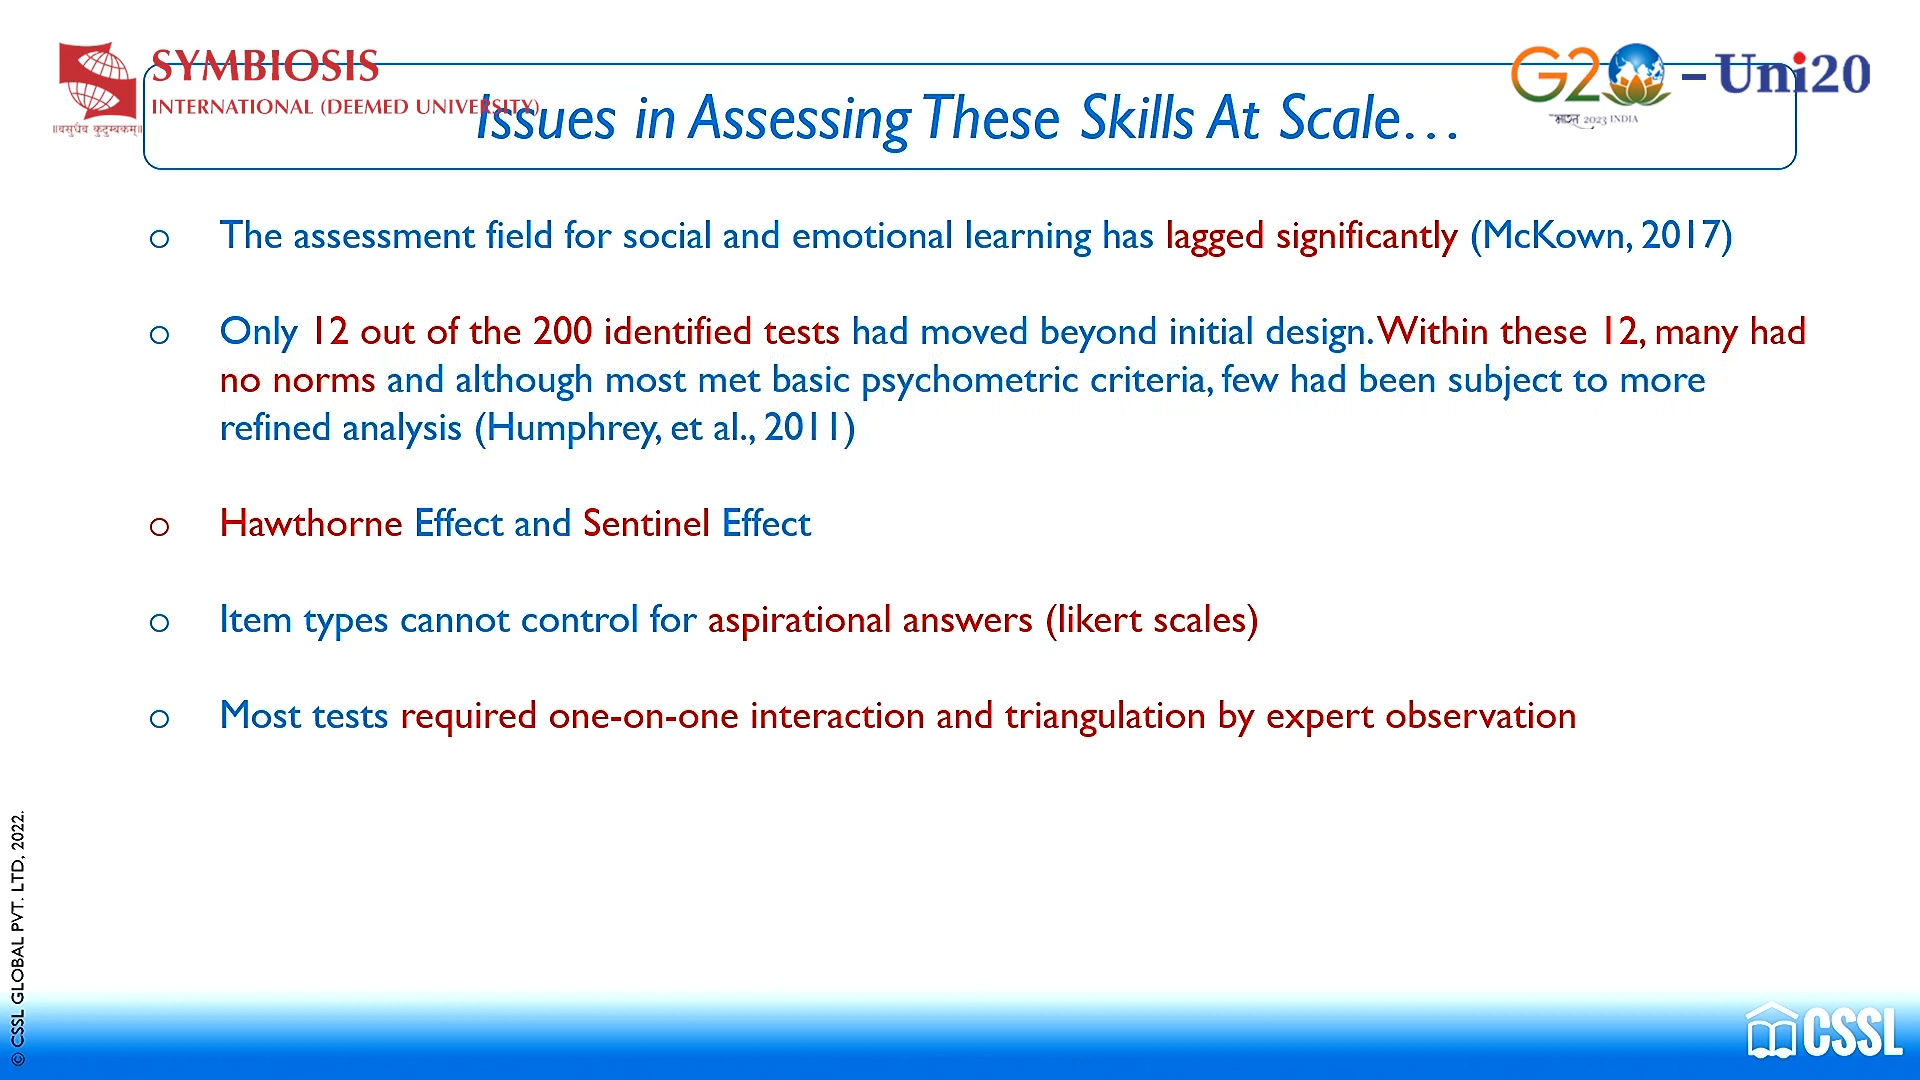 SYMBIOSIS
INTERNATIONAL (DEEMED UNIVERSITY)
॥वसुधैव कुटुम्बकम्॥
G20 – Uni20
भारत 2023 INDIA
Issues in Assessing These Skills At Scale…
o The assessment field for social and emotional learning has lagged significantly (McKown, 2017)
o Only 12 out of the 200 identified tests had moved beyond initial design. Within these 12, many had
no norms and although most met basic psychometric criteria, few had been subject to more
refined analysis (Humphrey, et al., 2011)
o Hawthorne Effect and Sentinel Effect
o Item types cannot control for aspirational answers (likert scales)
o Most tests required one-on-one interaction and triangulation by expert observation
© CSSL GLOBAL PVT. LTD, 2022.
CSSL